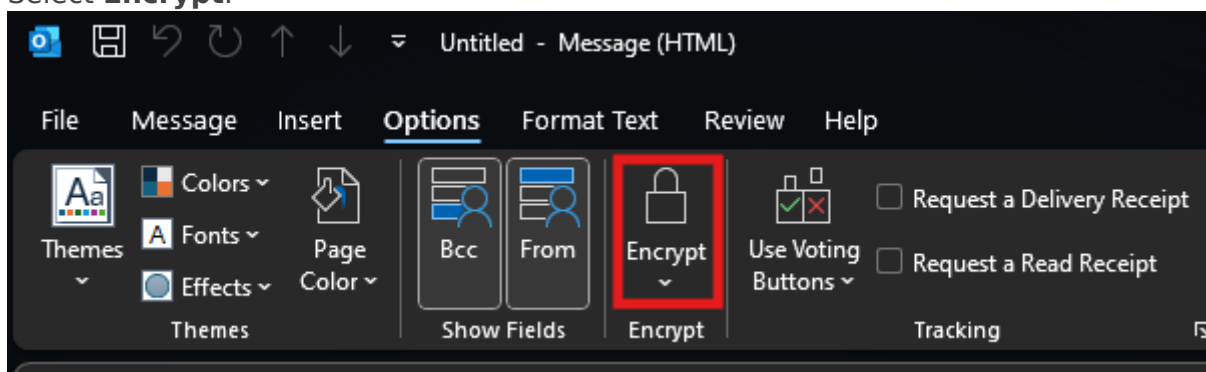 Select Encrypt.
Untitled - Message (HTML)
File Message Insert Options Format Text Review Help
Aa Colors Request a Delivery Receipt
Themes A Fonts Page Color Bcc From Encrypt Use Voting Buttons Request a Read Receipt
Effects
Themes Show Fields Encrypt Tracking